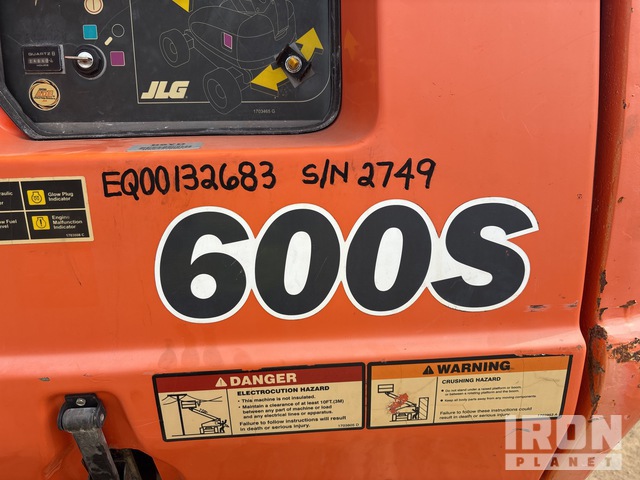 QUARTZ
JLG
1703469 G
EQ00132683 S/N 2749
Glow Plug
Indicator
Engine
Malfunction
Indicator
600S
DANGER
ELECTROCUTION HAZARD
• This machine is not insulated.
• Maintain a clearance of at least 10FT.(3M)
between any part of machine or load
and any electrical lines or apparatus.
Failure to follow instructions will result
in death or serious injury.
WARNING
CRUSHING HAZARD
Failure to follow these instructions could
result in death or serious injury.
IRON
PLANET